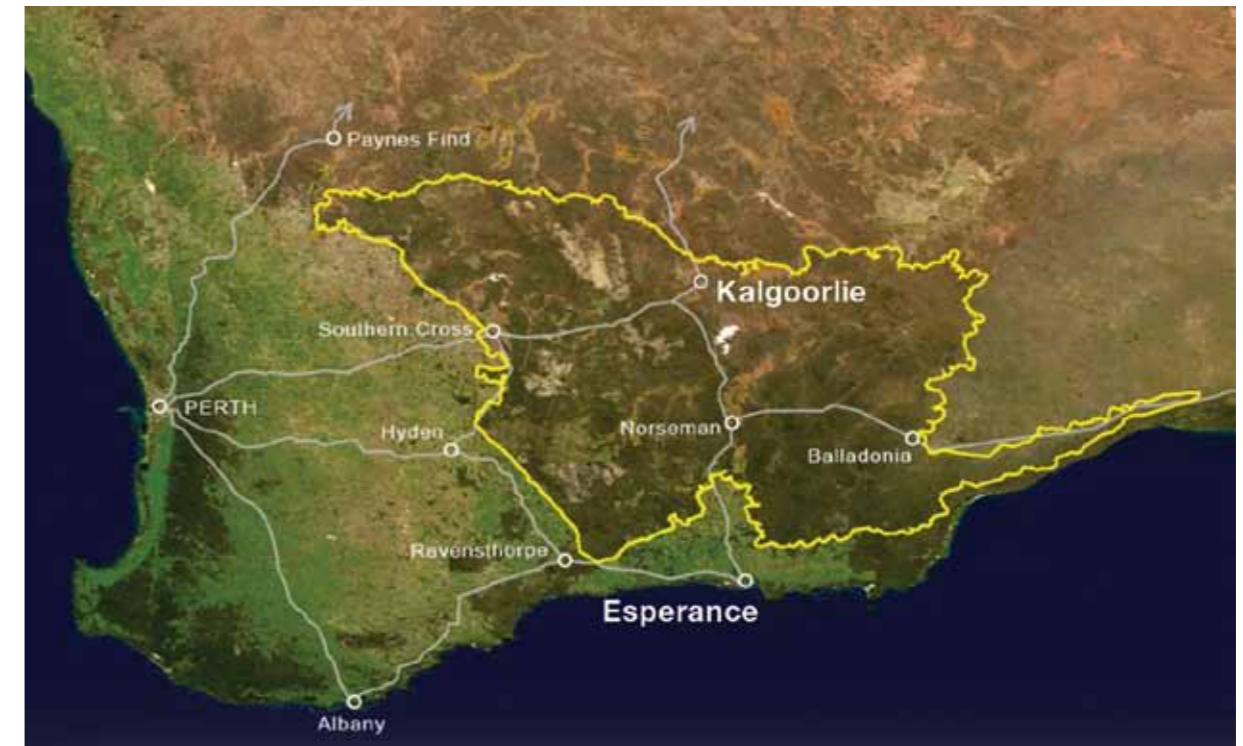 Paynes Find
Kalgoorlie
Southern Cross
PERTH
Hyden
Norseman
Balladonia
Ravensthorpe
Esperance
Albany